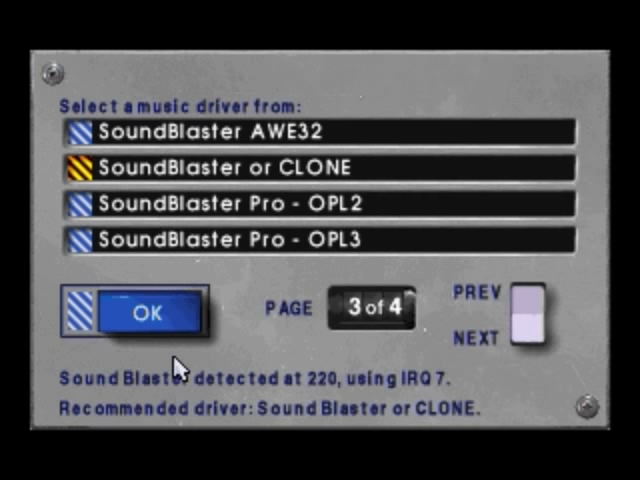 Select a music driver from:
SoundBlaster AWE32
SoundBlaster or CLONE
SoundBlaster Pro - OPL2
SoundBlaster Pro - OPL3
OK
PAGE
3 of 4
PREV
NEXT
Sound Blaster detected at 220, using IRQ 7.
Recommended driver: Sound Blaster or CLONE.